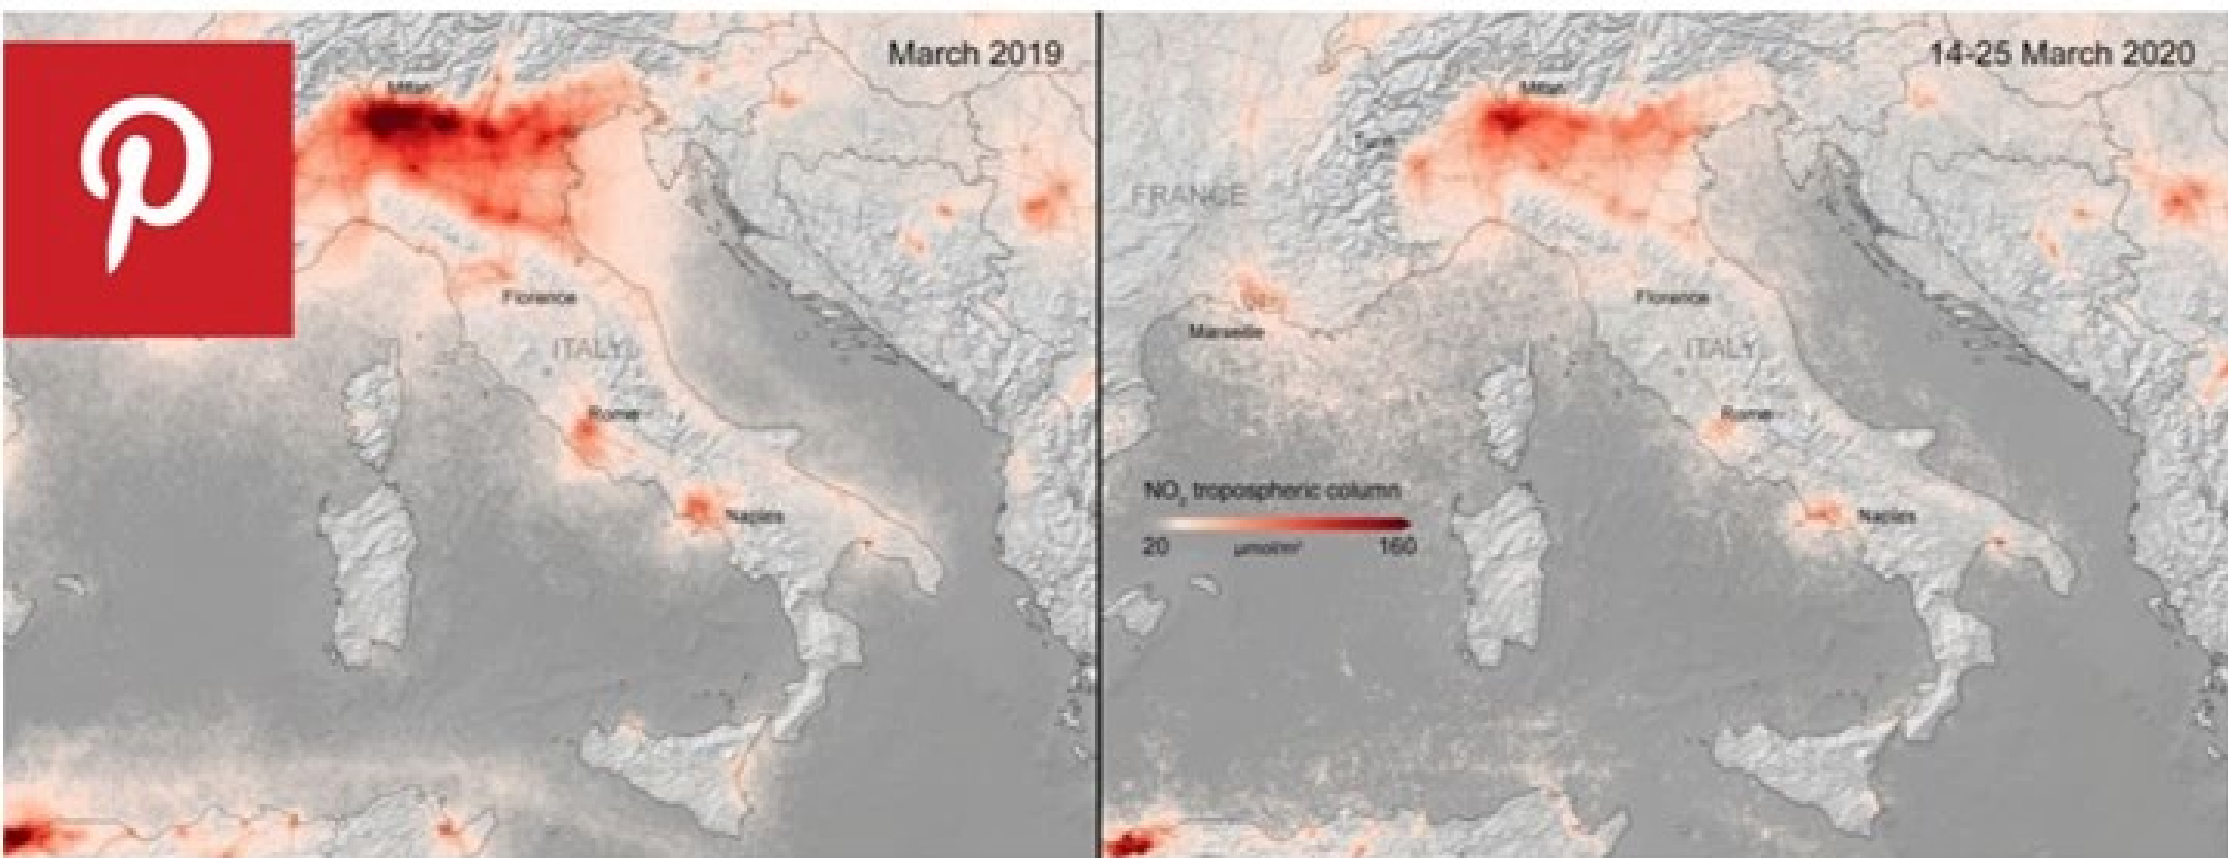 March 2019
Milan
Florence
ITALY
Rome
Naples
14-25 March 2020
Milan
Turin
FRANCE
Florence
Marseille
ITALY
Rome
NO₂ tropospheric column
20 µmol/m² 160
Naples